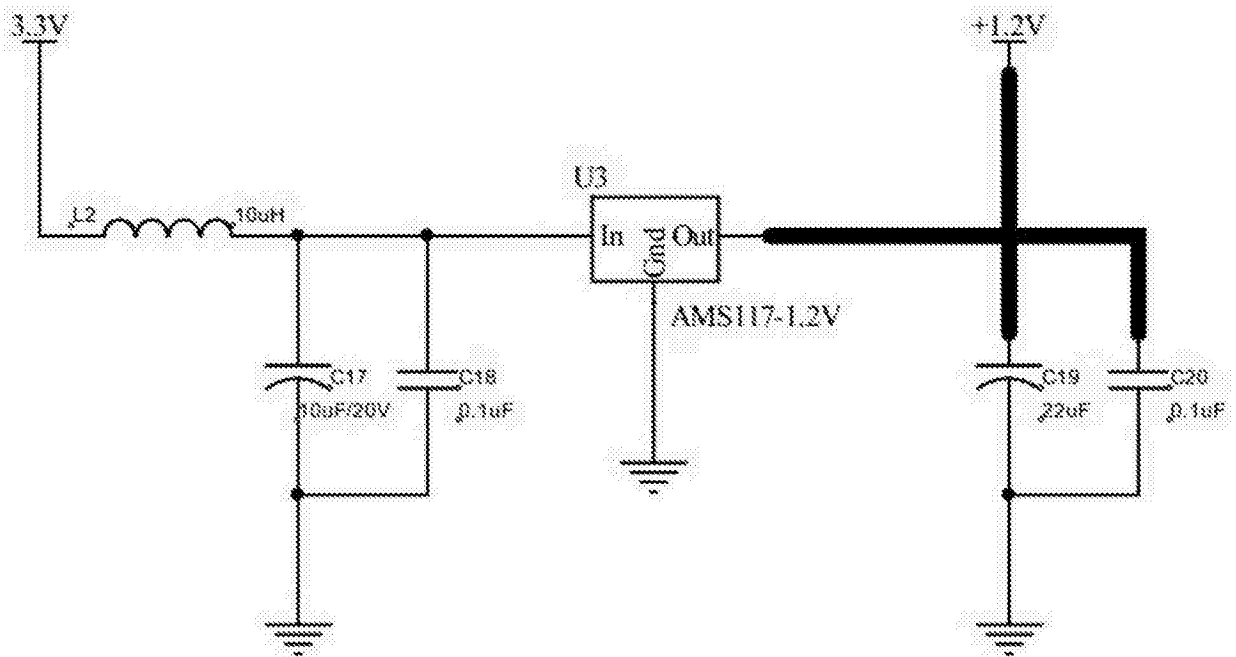 3.3V
+1.2V
U3
L2
10uH
In
Gnd
Out
AMS117-1.2V
C17
10uF/20V
C18
0.1uF
C19
22uF
C20
0.1uF